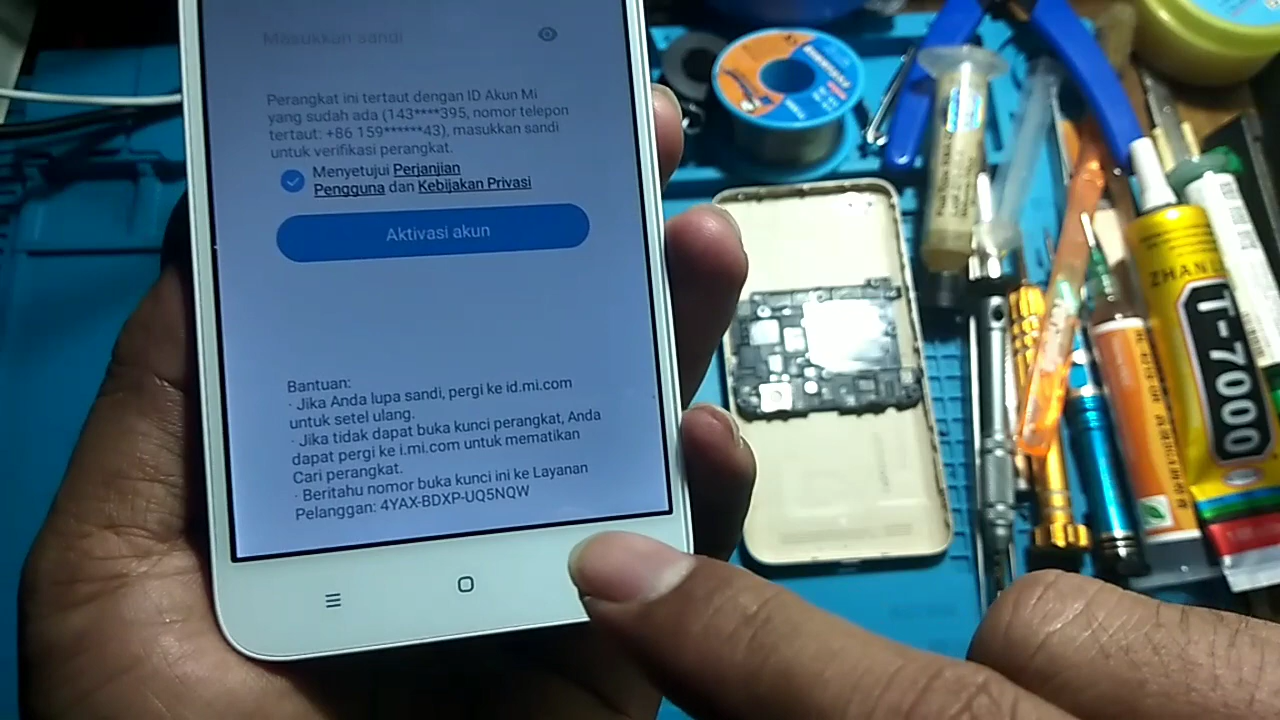 Masukkan sandi
Perangkat ini tertaut dengan ID Akun Mi
yang sudah ada (143****395, nomor telepon
tertaut: +86 159******43), masukkan sandi
untuk verifikasi perangkat.
Menyetujui Perjanjian
Pengguna dan Kebijakan Privasi
Aktivasi akun
Bantuan:
· Jika Anda lupa sandi, pergi ke id.mi.com
untuk setel ulang.
· Jika tidak dapat buka kunci perangkat, Anda
dapat pergi ke i.mi.com untuk mematikan
Cari perangkat.
· Beritahu nomor buka kunci ini ke Layanan
Pelanggan: 4YAX-BDXP-UQ5NQW
T-7000